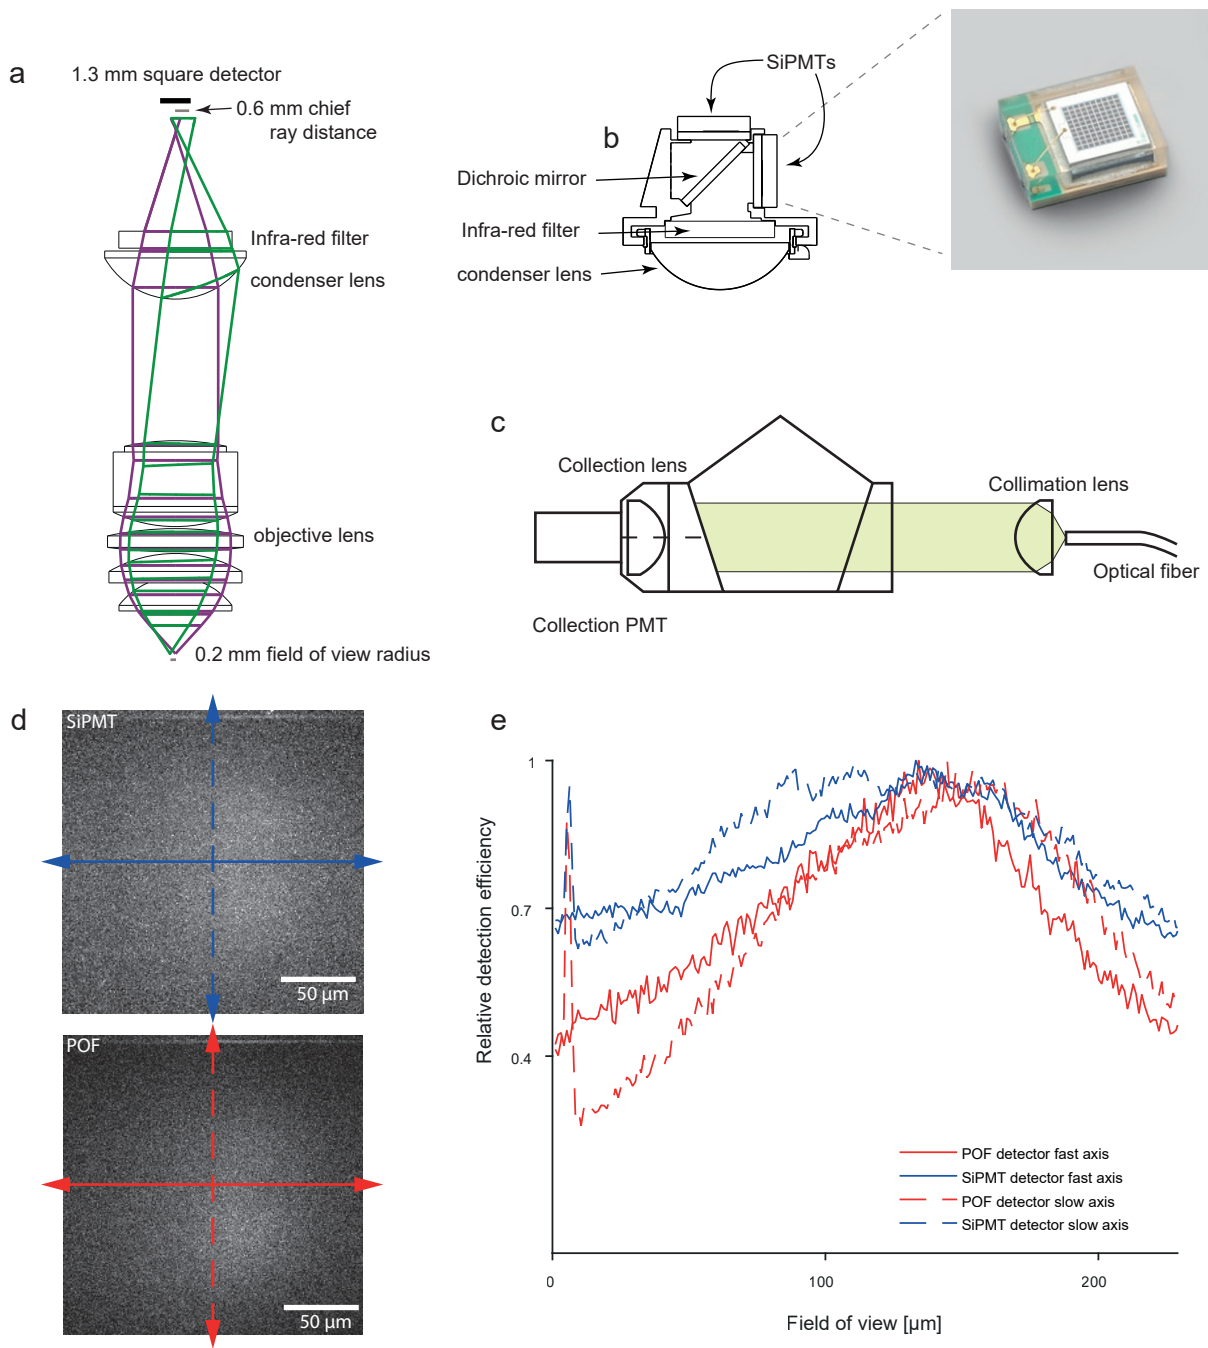 a
1.3 mm square detector
0.6 mm chief
ray distance
Infra-red filter
condenser lens
objective lens
0.2 mm field of view radius
b
SiPMTs
Dichroic mirror
Infra-red filter
condenser lens
c
Collection lens
Collimation lens
Optical fiber
Collection PMT
d
SiPMT
50 µm
POF
50 µm
e
1
0.7
0.4
Relative detection efficiency
POF detector fast axis
SiPMT detector fast axis
POF detector slow axis
SiPMT detector slow axis
0
100
200
Field of view [µm]